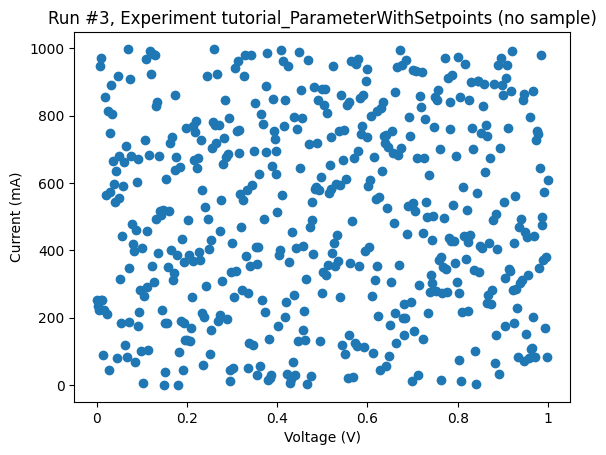 Run #3, Experiment tutorial_ParameterWithSetpoints (no sample)
1000
800
600
400
200
0
Current (mA)
0 0.2 0.4 0.6 0.8 1
Voltage (V)